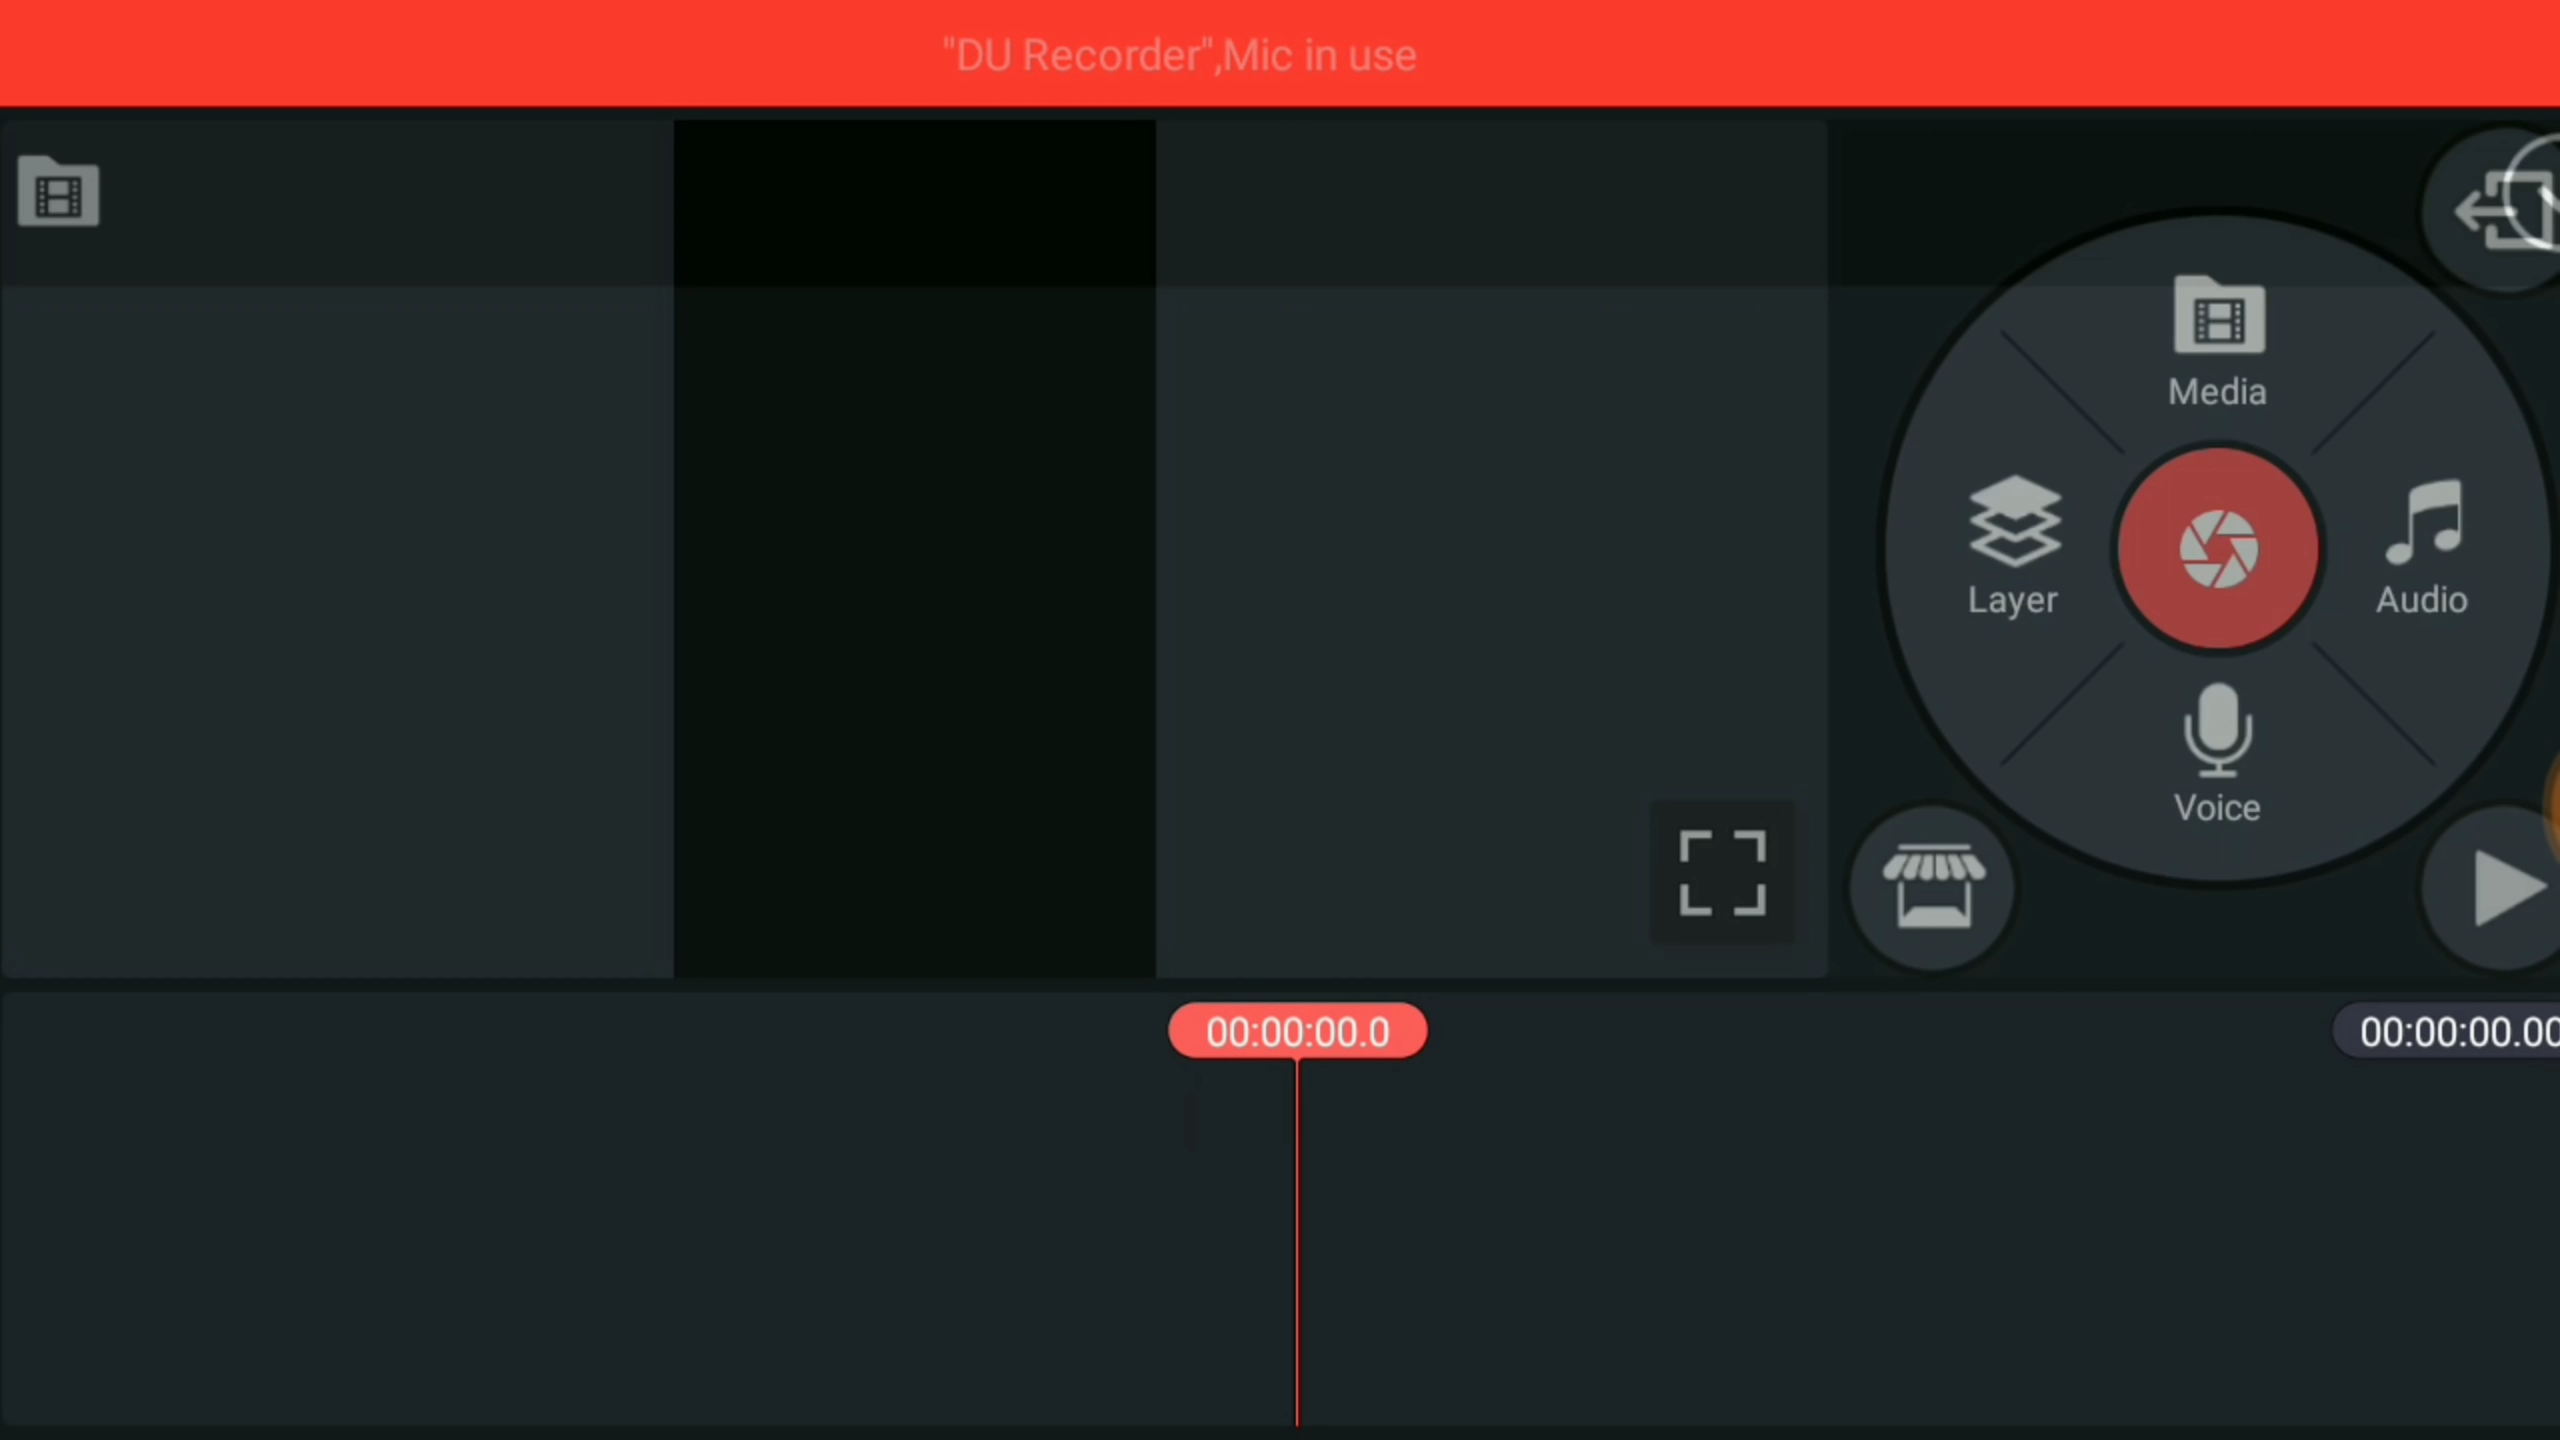 "DU Recorder",Mic in use
Media
Layer
Audio
Voice
00:00:00.0
00:00:00.00